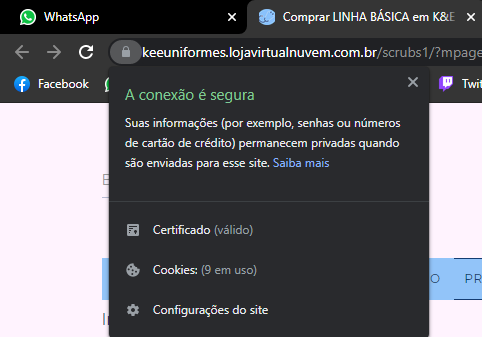 WhatsApp
Comprar LINHA BÁSICA em K&E
keeuniformes.lojavirtualnuvem.com.br/scrubs1/?mpage
Facebook
Twit
A conexão é segura
Suas informações (por exemplo, senhas ou números
de cartão de crédito) permanecem privadas quando
são enviadas para esse site. Saiba mais
Certificado (válido)
Cookies: (9 em uso)
O
PR
Configurações do site